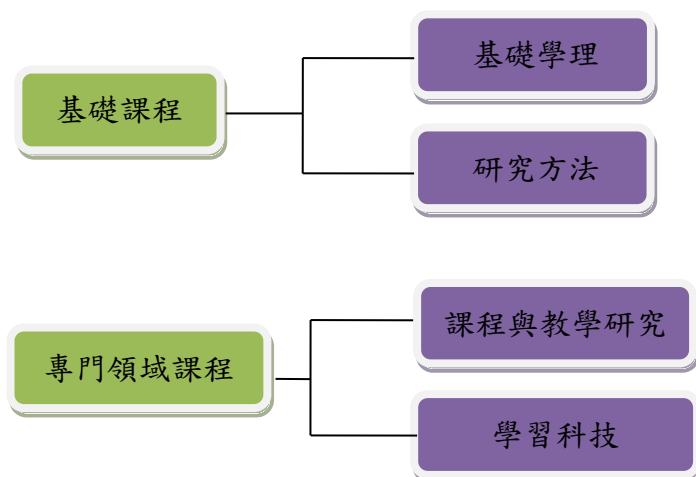 基礎課程
基礎學理
研究方法
專門領域課程
課程與教學研究
學習科技